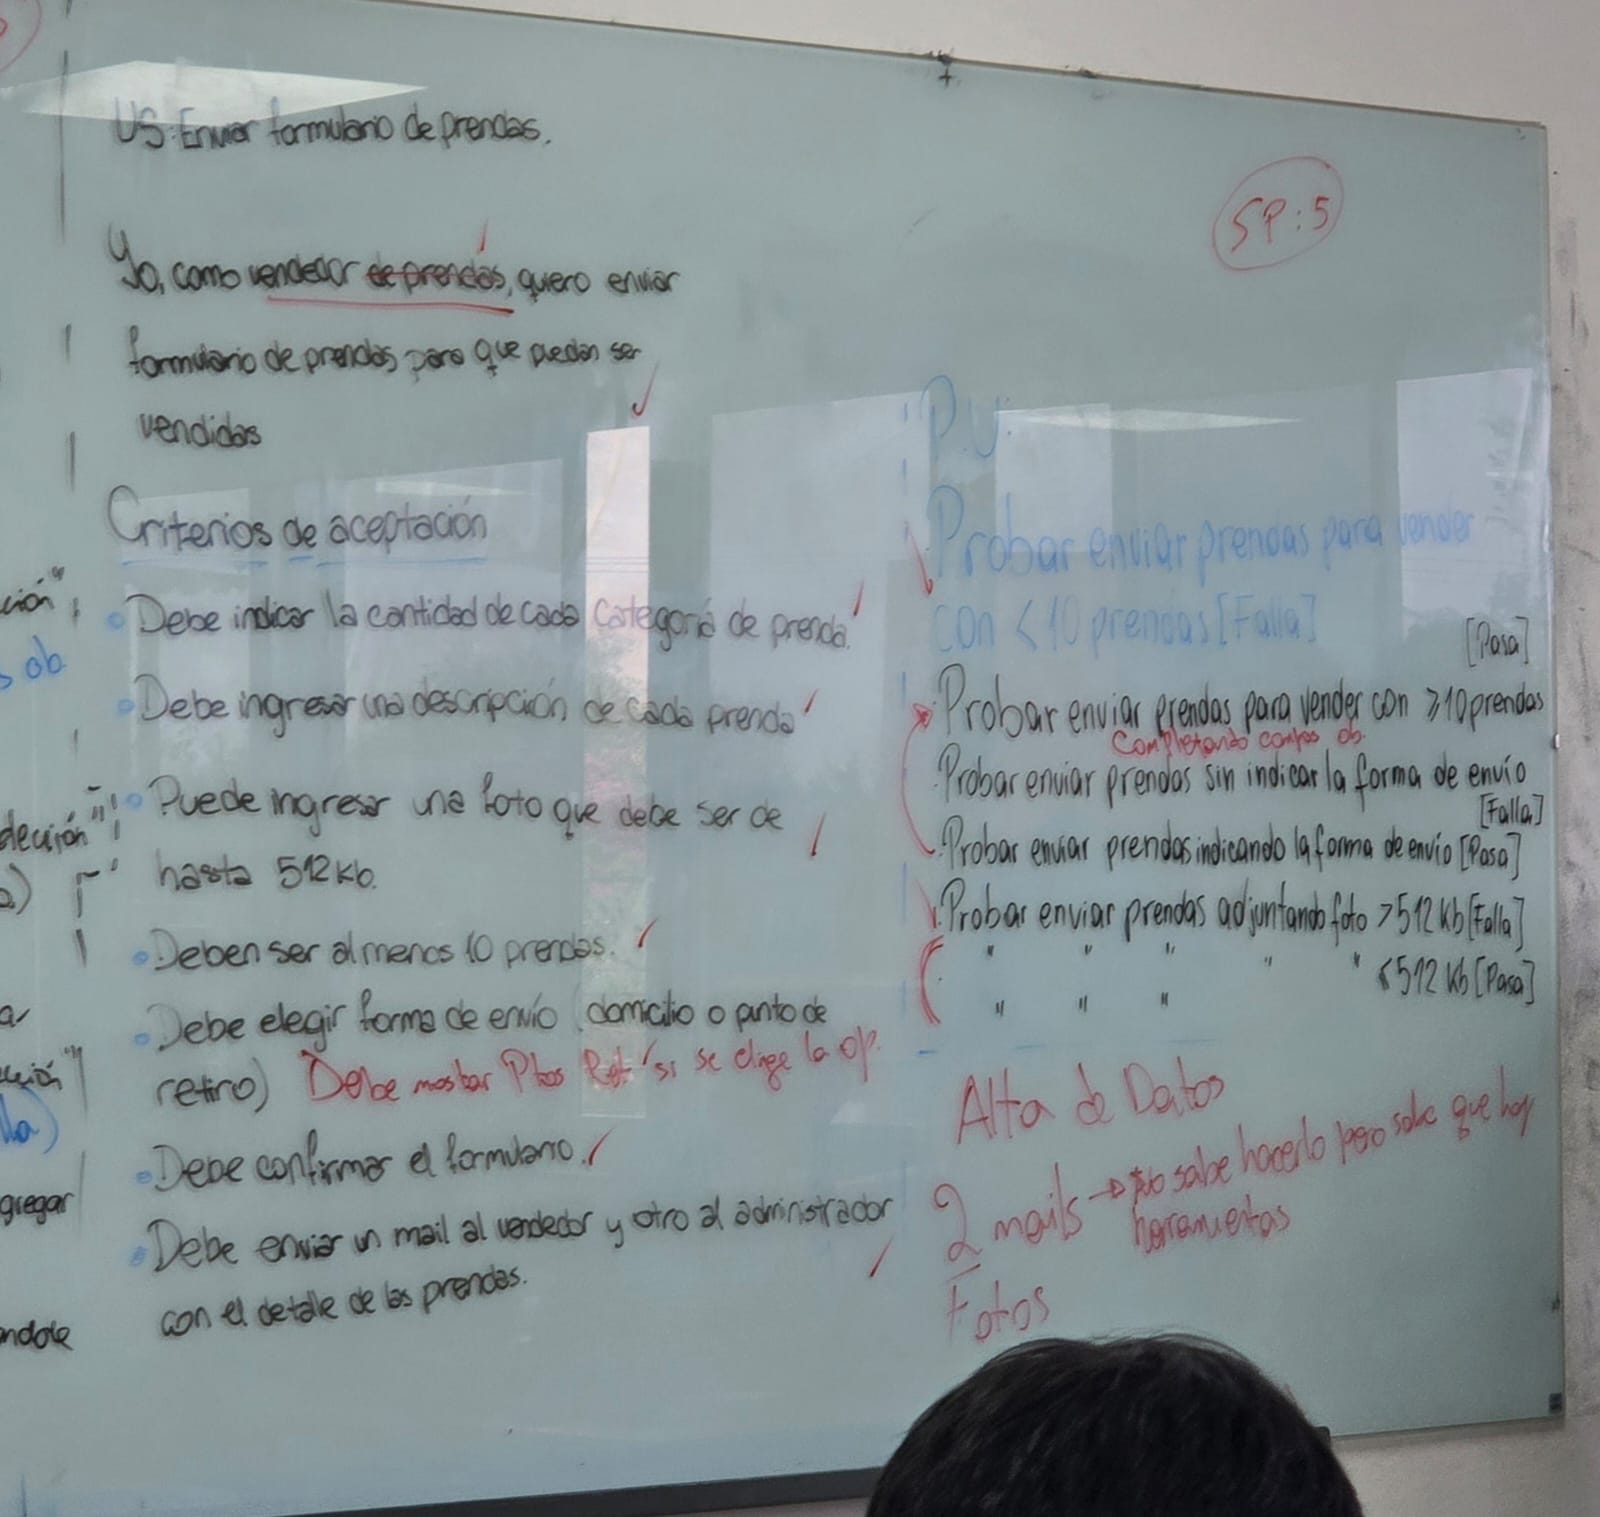 US: Enviar formulario de prendas.
SP: 5
Yo, como vendedor de prendas, quiero enviar
formulario de prendas para que puedan ser
vendidas
Criterios de aceptación
Debe indicar la cantidad de cada categoría de prenda.
Debe ingresar una descripción de cada prenda
Puede ingresar una foto que debe ser de
hasta 512 kb.
Deben ser al menos 10 prendas.
Debe elegir forma de envío (domicilio o punto de
retiro) Debe mostrar Ptos Ret si se elige la op.
Debe confirmar el formulario.
Debe enviar un mail al vendedor y otro al administrador
con el detalle de las prendas.
P.U:
Probar enviar prendas para vender
con < 10 prendas [Falla]
[Pasa]
Probar enviar prendas para vender con ≥10 prendas
Completando campos ob.
Probar enviar prendas sin indicar la forma de envío
[Falla]
Probar enviar prendas indicando la forma de envío [Pasa]
Probar enviar prendas adjuntando foto >512 kb [Falla]
" " " " " ≤512 kb [Pasa]
" " "
Alta de Datos
2 mails → no sabe hacerlo pero sabe que hay
herramientas
Fotos
ción"
s ob
a)
lla)
gregar
ndole